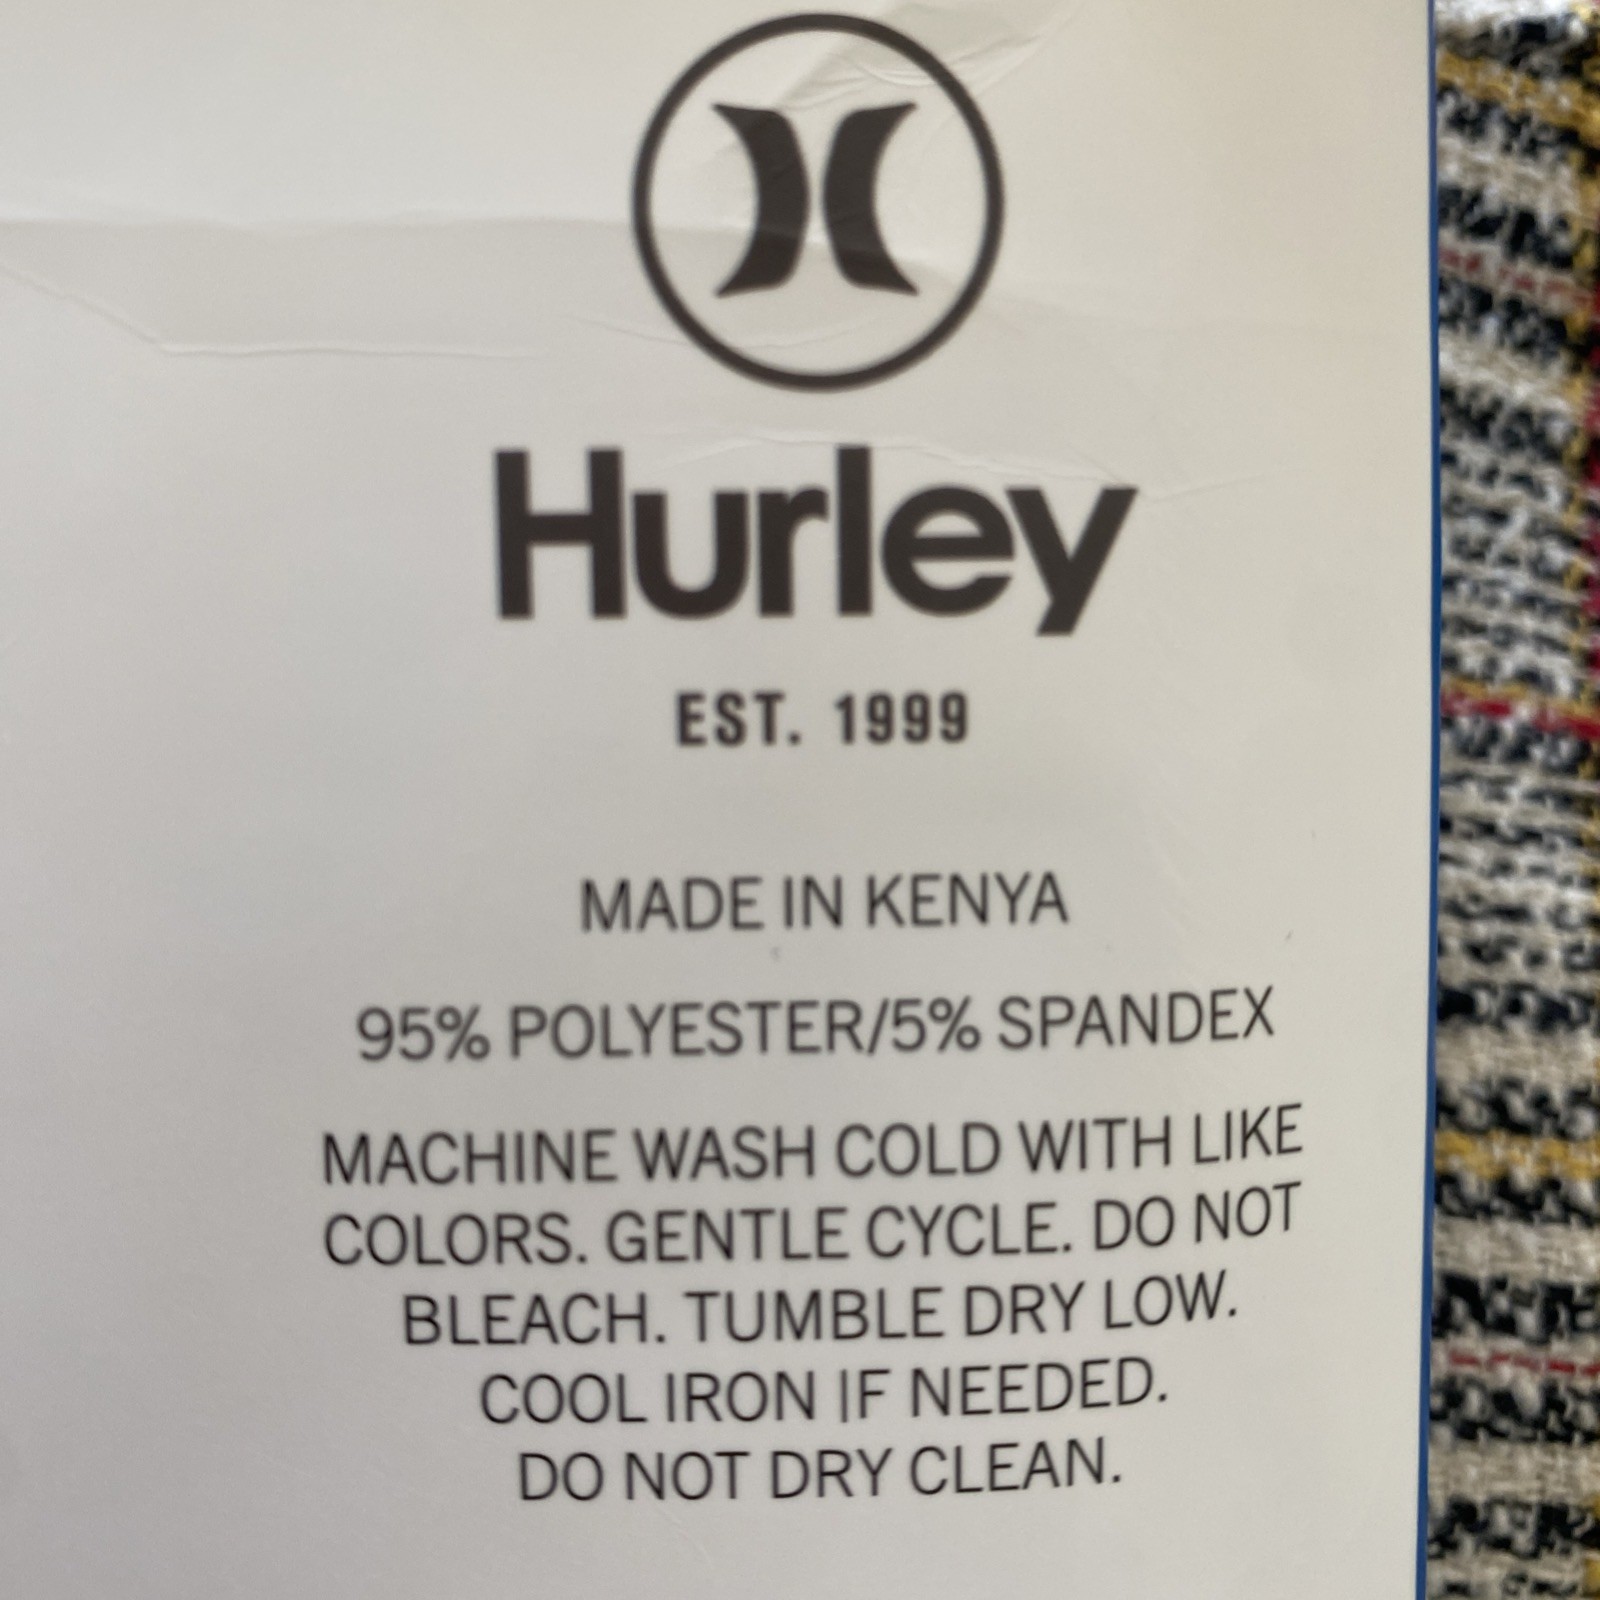 Hurley
EST. 1999
MADE IN KENYA
95% POLYESTER/5% SPANDEX
MACHINE WASH COLD WITH LIKE
COLORS. GENTLE CYCLE. DO NOT
BLEACH. TUMBLE DRY LOW.
COOL IRON IF NEEDED.
DO NOT DRY CLEAN.